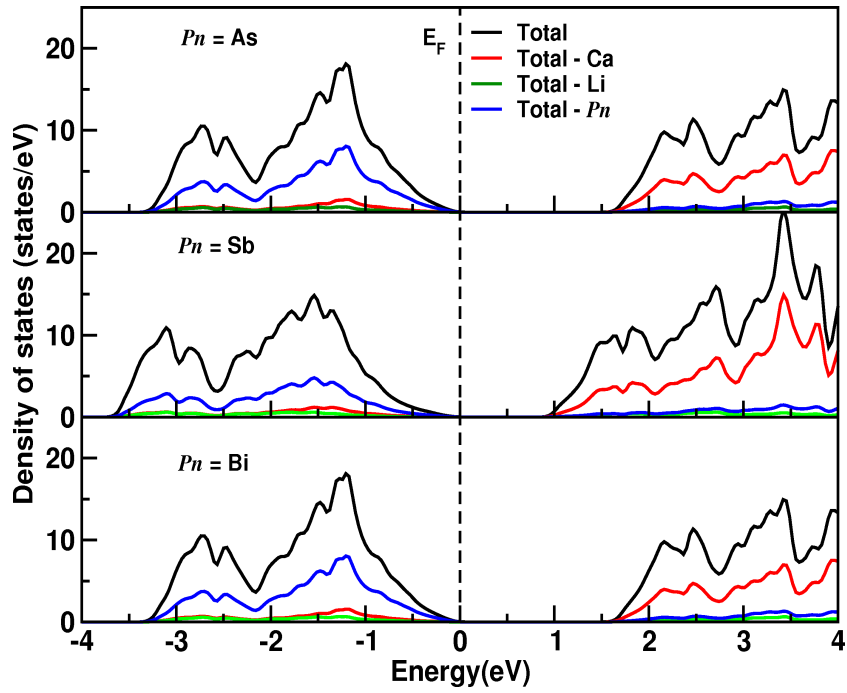 Pn = As
E_F
Total
Total - Ca
Total - Li
Total - Pn
20
10
0
Pn = Sb
20
10
0
Pn = Bi
20
10
0
-4 -3 -2 -1 0 1 2 3 4
Energy(eV)
Density of states (states/eV)